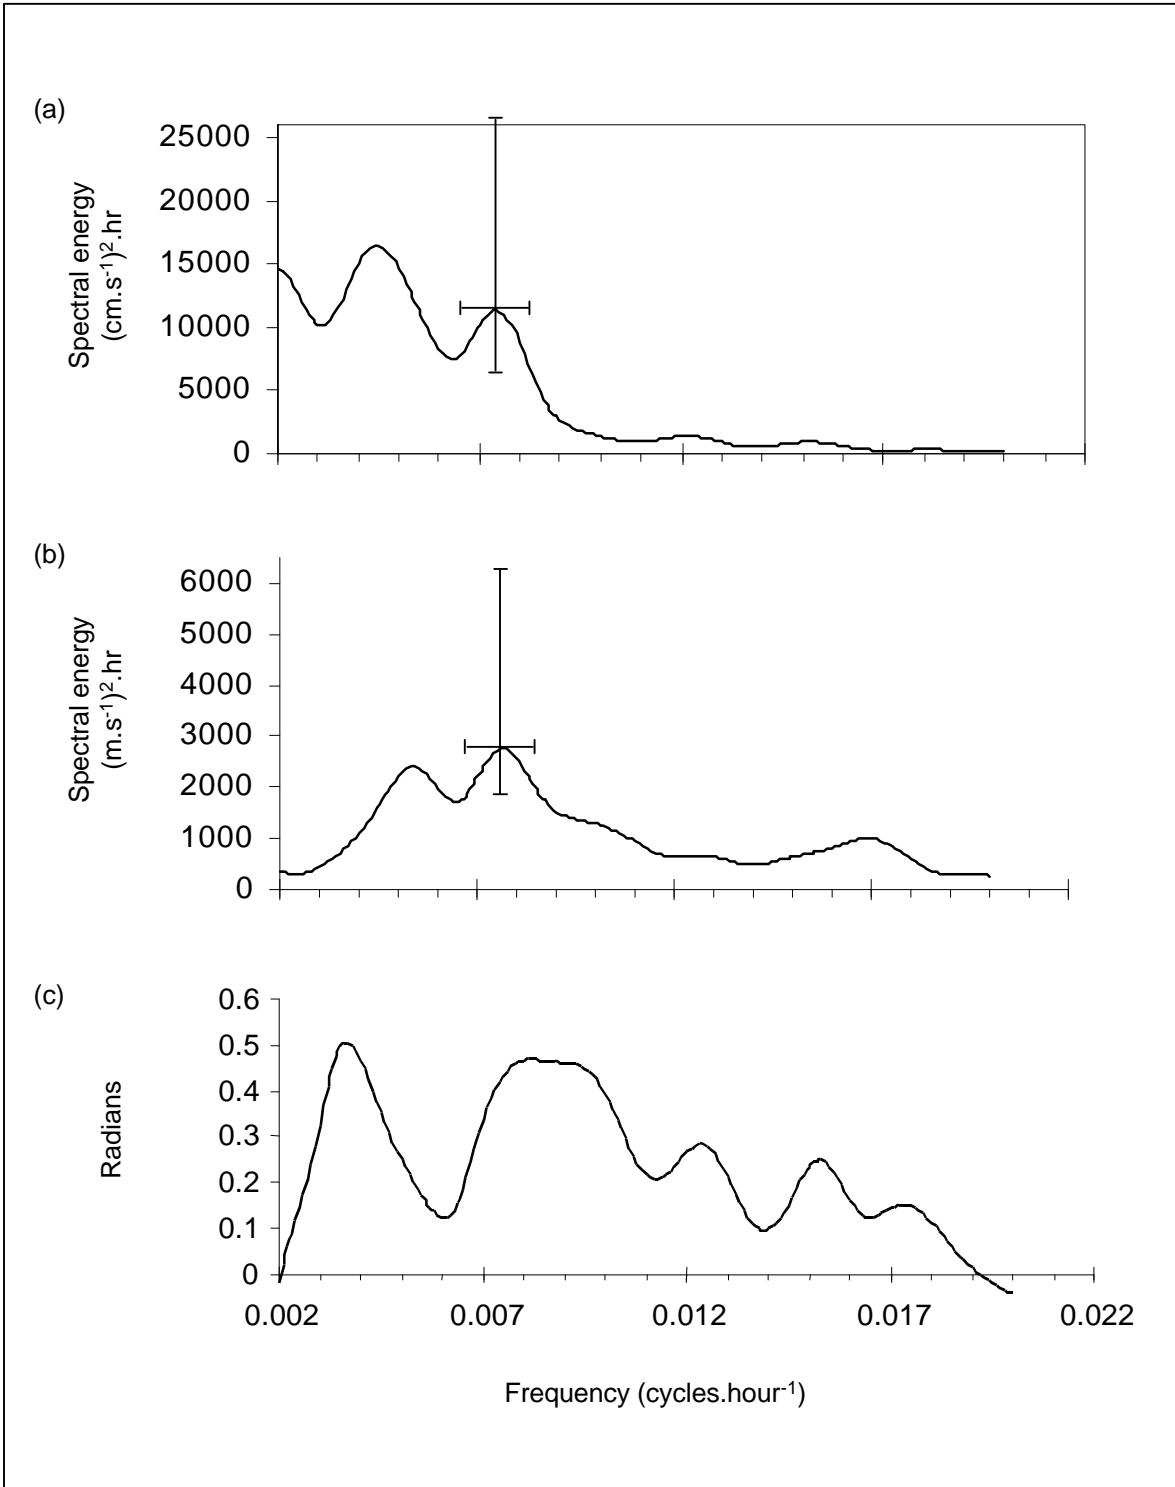 (a)
Spectral energy
(cm.s-1)2.hr
25000
20000
15000
10000
5000
0
(b)
Spectral energy
(m.s-1)2.hr
6000
5000
4000
3000
2000
1000
0
(c)
Radians
0.6
0.5
0.4
0.3
0.2
0.1
0
0.002 0.007 0.012 0.017 0.022
Frequency (cycles.hour-1)